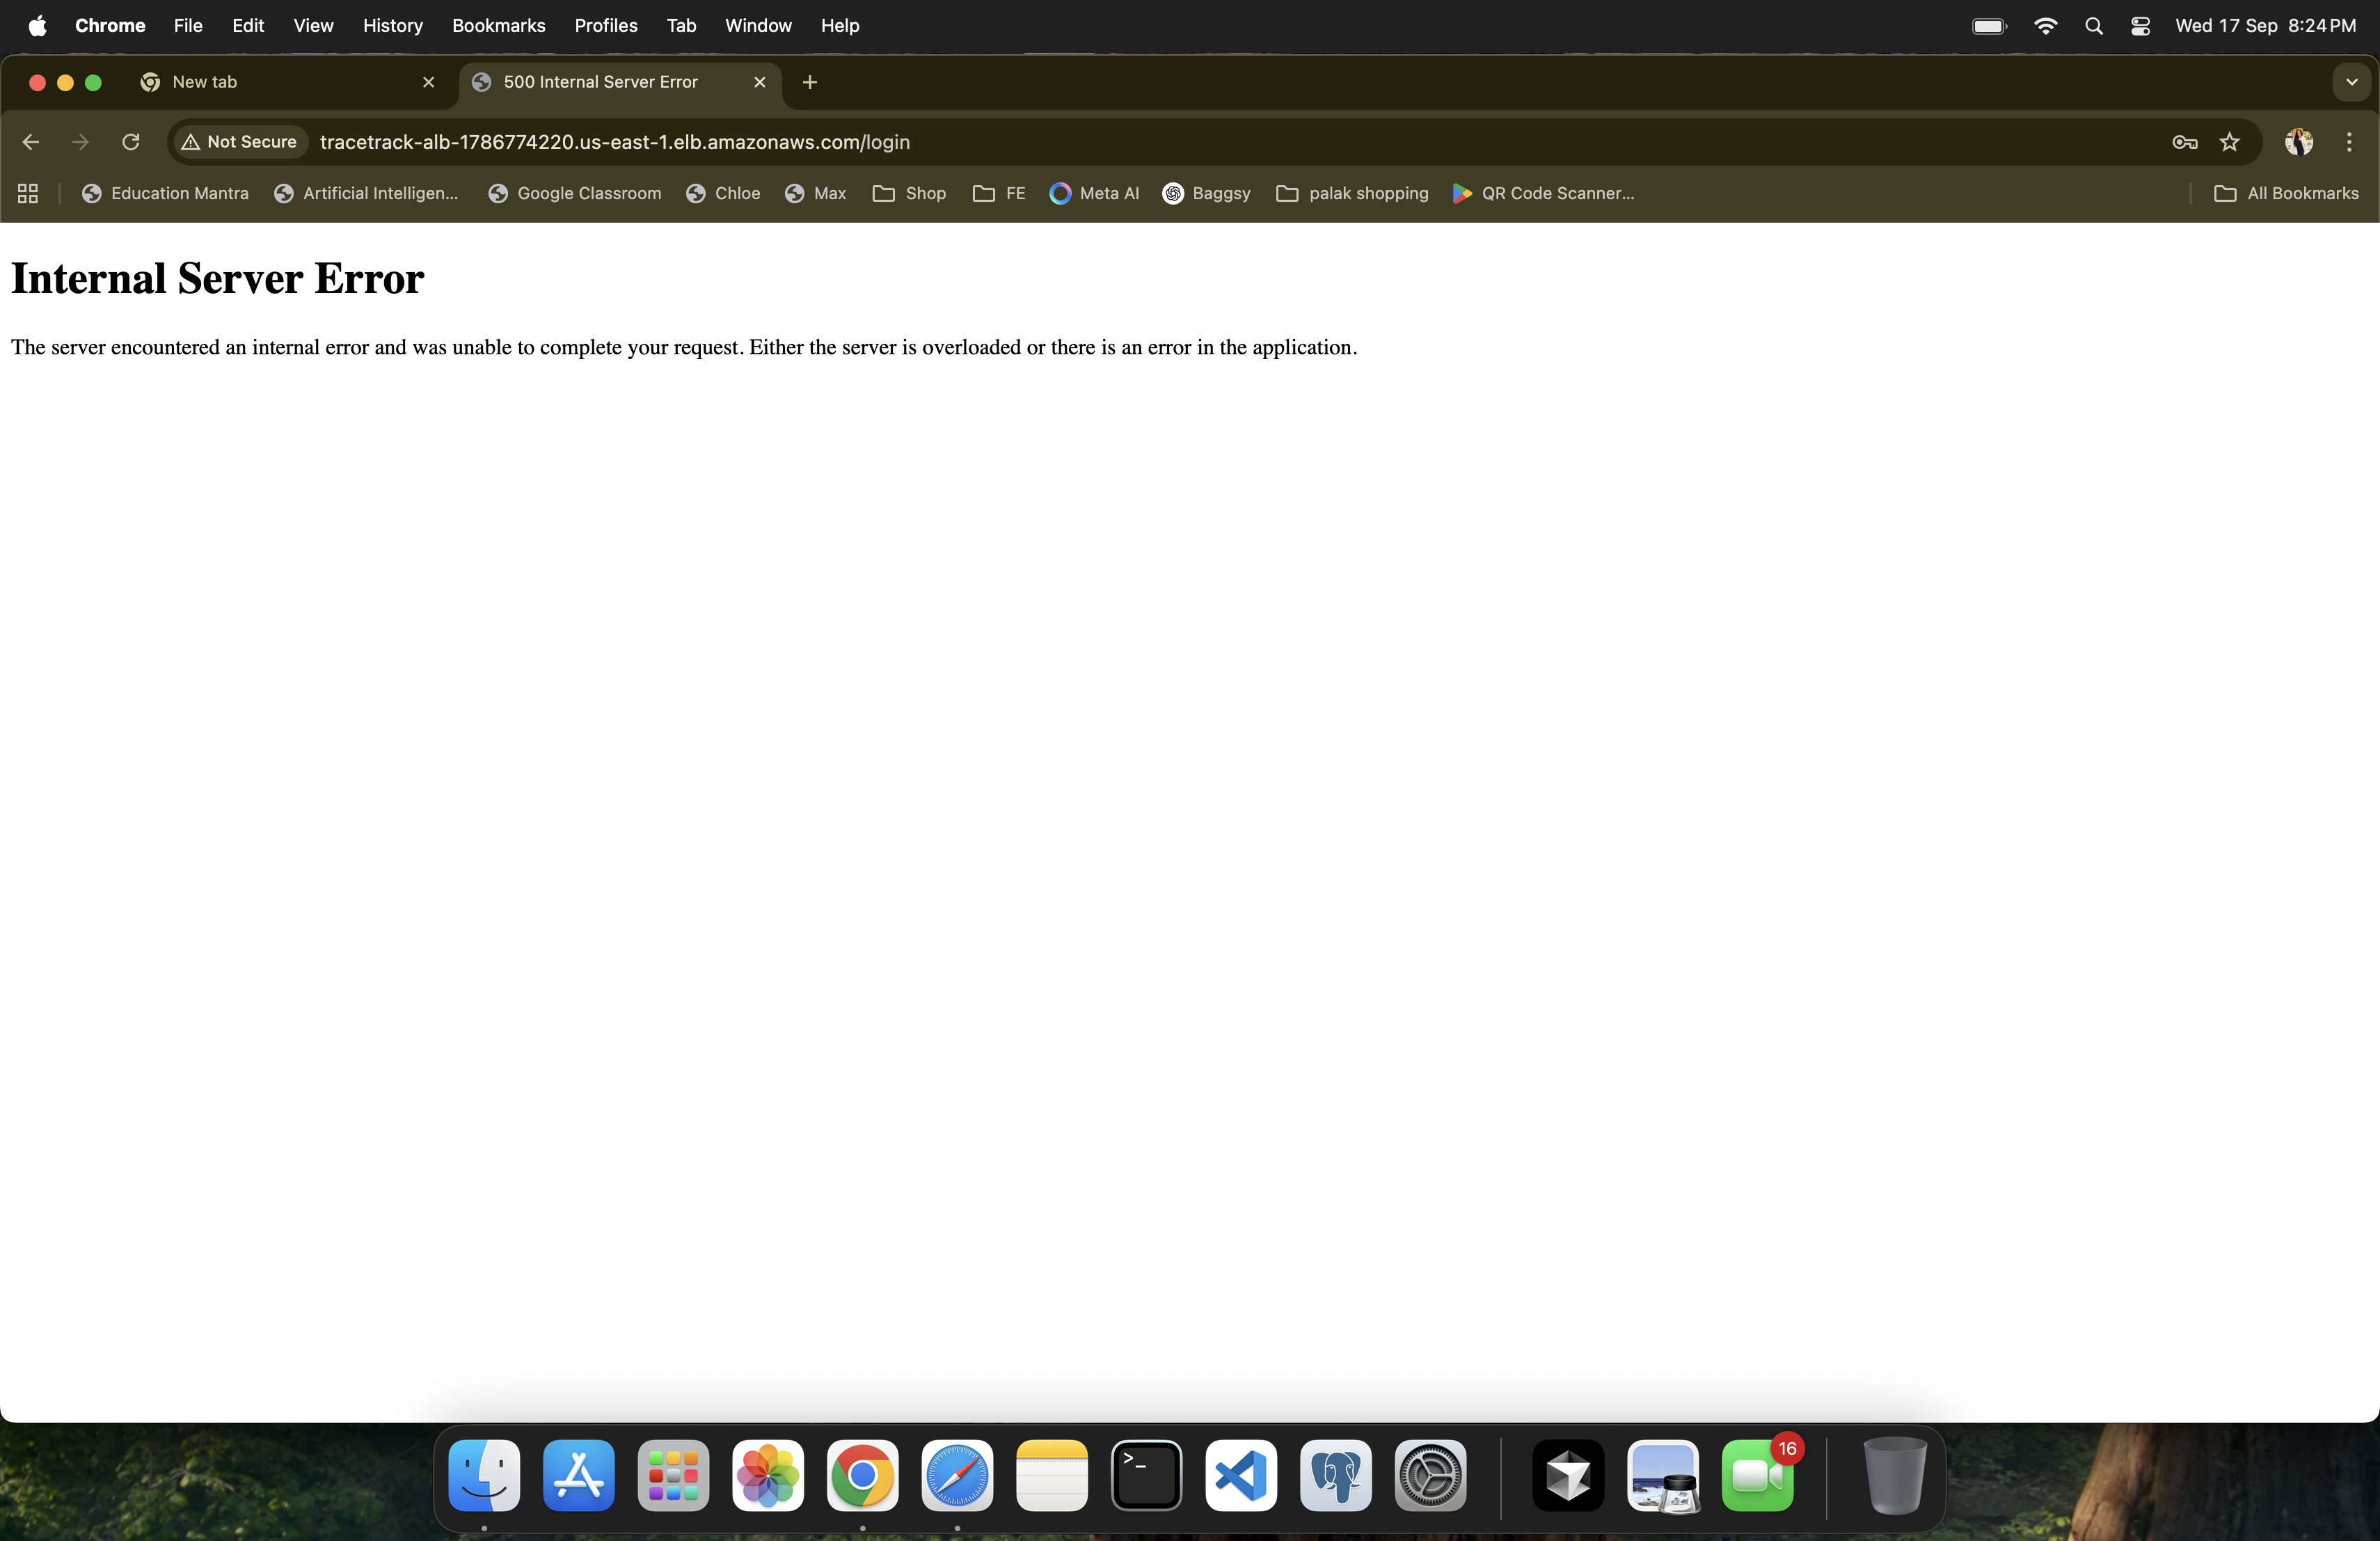 Chrome File Edit View History Bookmarks Profiles Tab Window Help Wed 17 Sep 8:24 PM
New tab 500 Internal Server Error
Not Secure tracetrack-alb-1786774220.us-east-1.elb.amazonaws.com/login
Education Mantra Artificial Intelligen... Google Classroom Chloe Max Shop FE Meta AI Baggsy palak shopping QR Code Scanner... All Bookmarks
Internal Server Error
The server encountered an internal error and was unable to complete your request. Either the server is overloaded or there is an error in the application.
>_
16